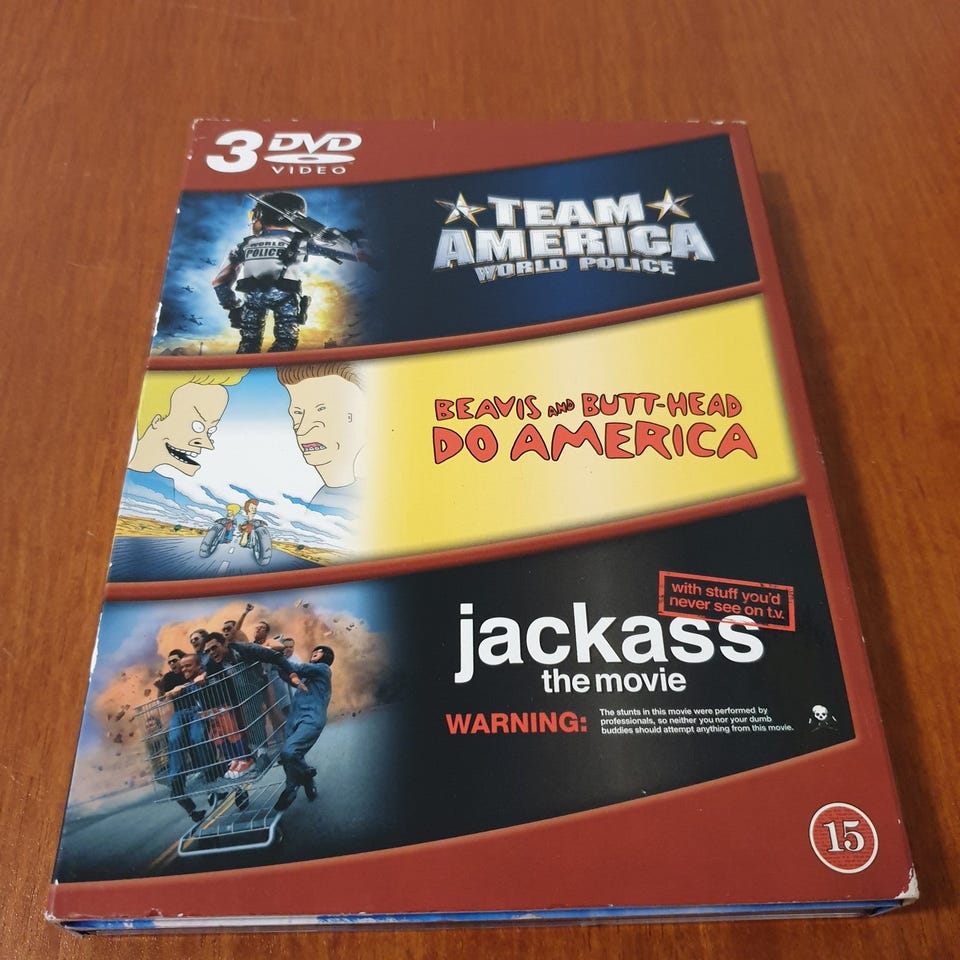 3 DVD
VIDEO
WORLD
POLICE
TEAM
AMERICA
WORLD POLICE
BEAVIS AND BUTT-HEAD
DO AMERICA
with stuff you'd
never see on t.v.
jackass
the movie
WARNING:
The stunts in this movie were performed by
professionals, so neither you nor your dumb
buddies should attempt anything from this movie.
15